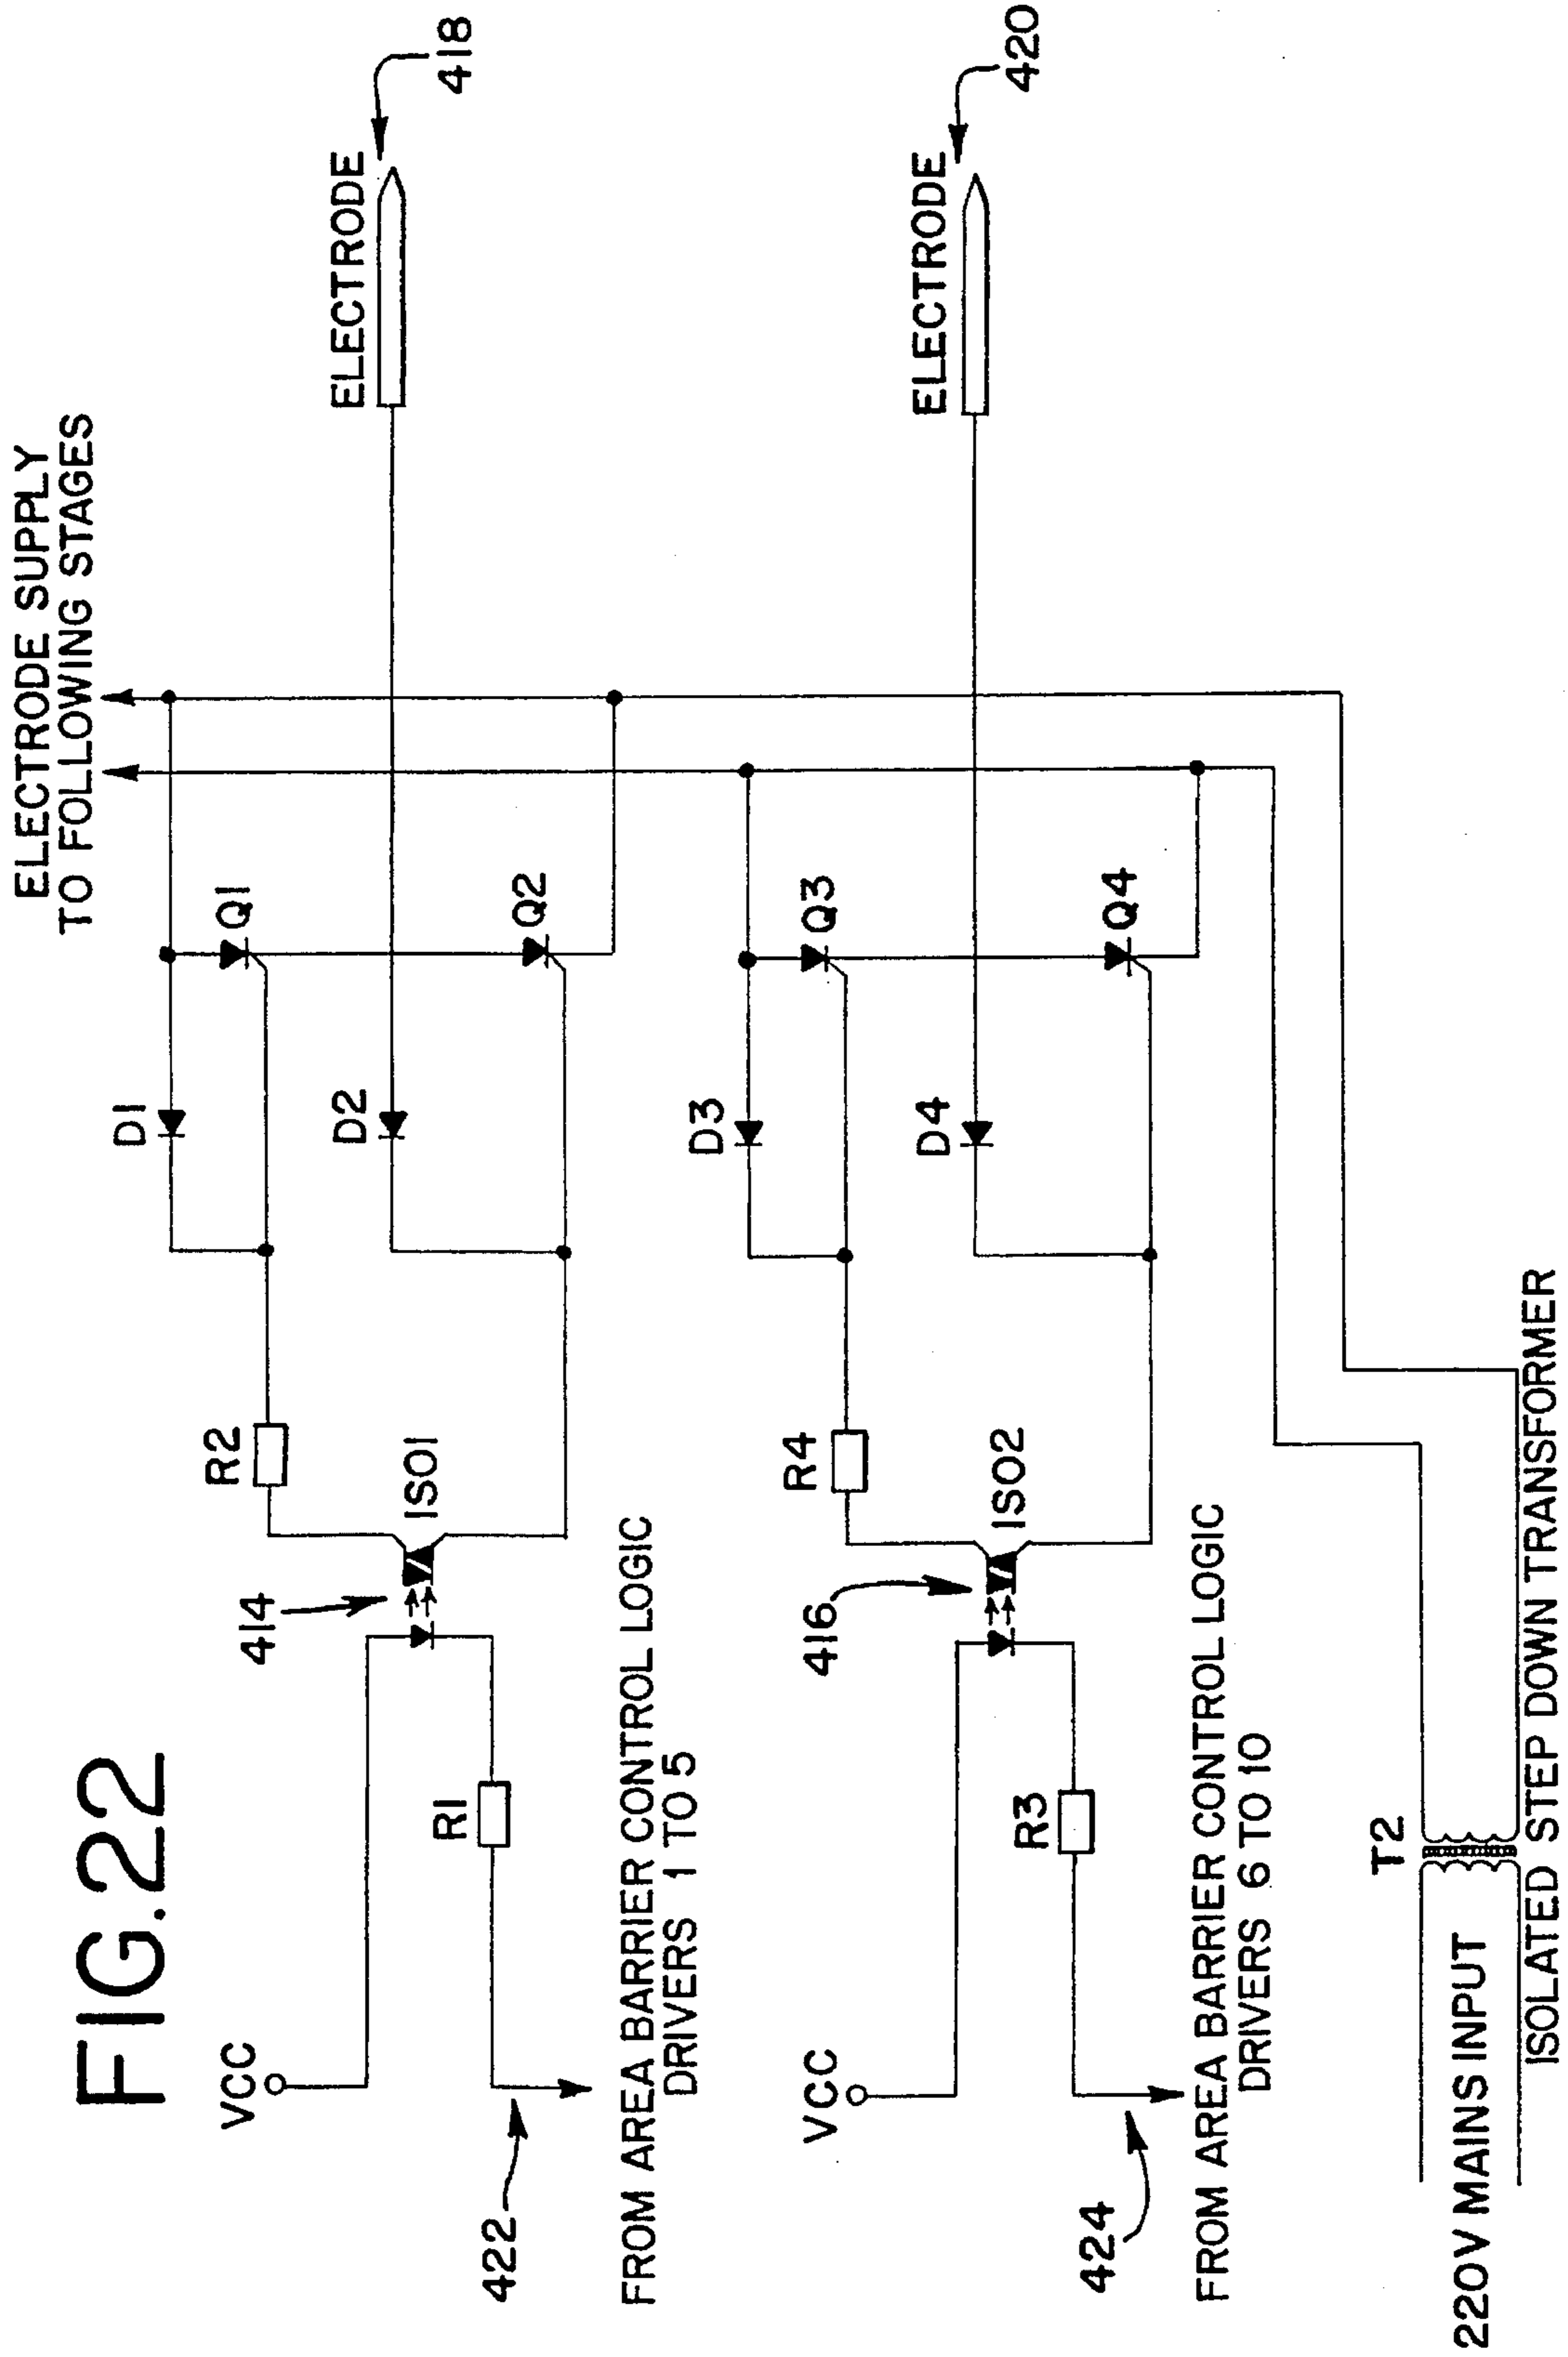 FIG.22
ELECTRODE SUPPLY
TO FOLLOWING STAGES
VCC
422
R1
414
ISO1
R2
D1
Q1
D2
Q2
ELECTRODE
418
FROM AREA BARRIER CONTROL LOGIC
DRIVERS 1 TO 5
VCC
424
R3
416
ISO2
R4
D3
Q3
D4
Q4
ELECTRODE
420
FROM AREA BARRIER CONTROL LOGIC
DRIVERS 6 TO 10
T2
220V MAINS INPUT
ISOLATED STEP DOWN TRANSFORMER